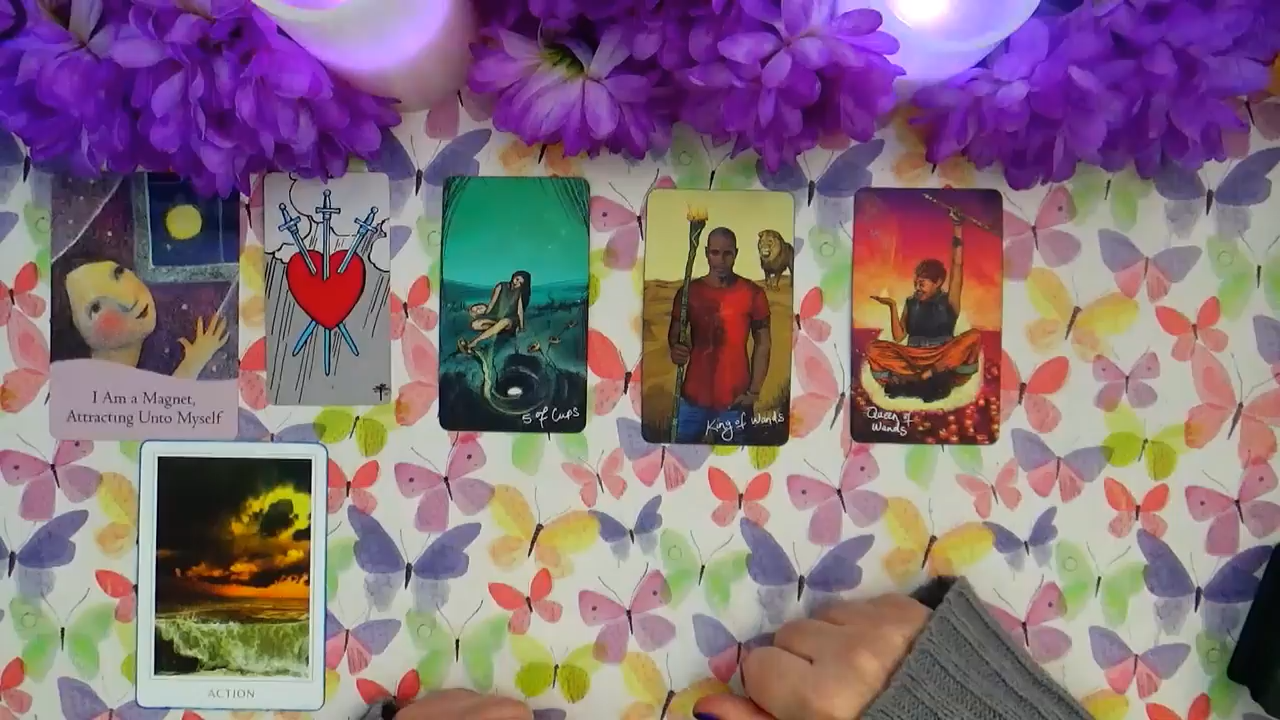 I Am a Magnet,
Attracting Unto Myself
5 of Cups
King of Wands
Queen of
Wands
ACTION